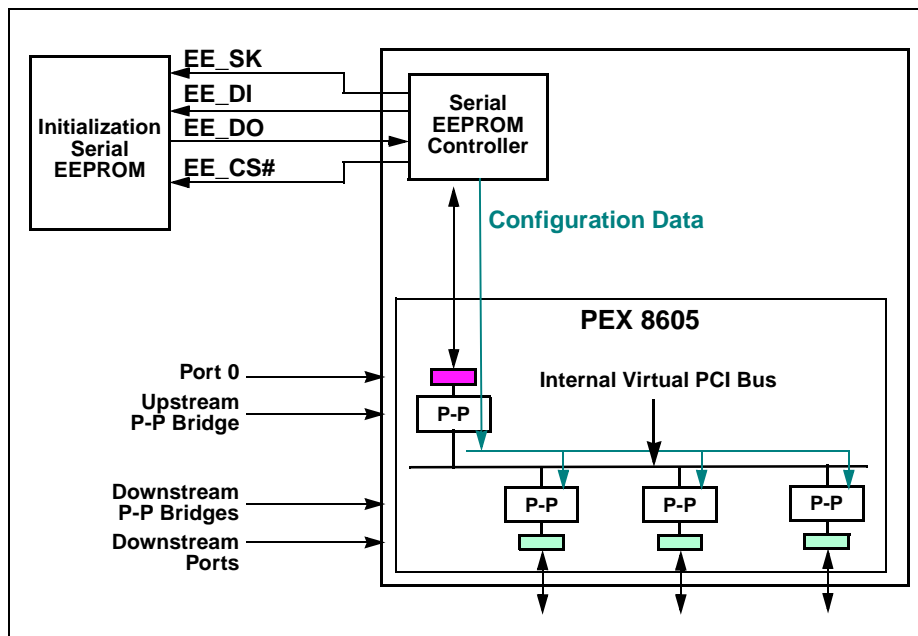 EE_SK
EE_DI
EE_DO
EE_CS#
Initialization
Serial
EEPROM
Serial
EEPROM
Controller
Configuration Data
PEX 8605
Port 0
Internal Virtual PCI Bus
Upstream
P-P Bridge
P-P
Downstream
P-P Bridges
P-P
P-P
P-P
Downstream
Ports